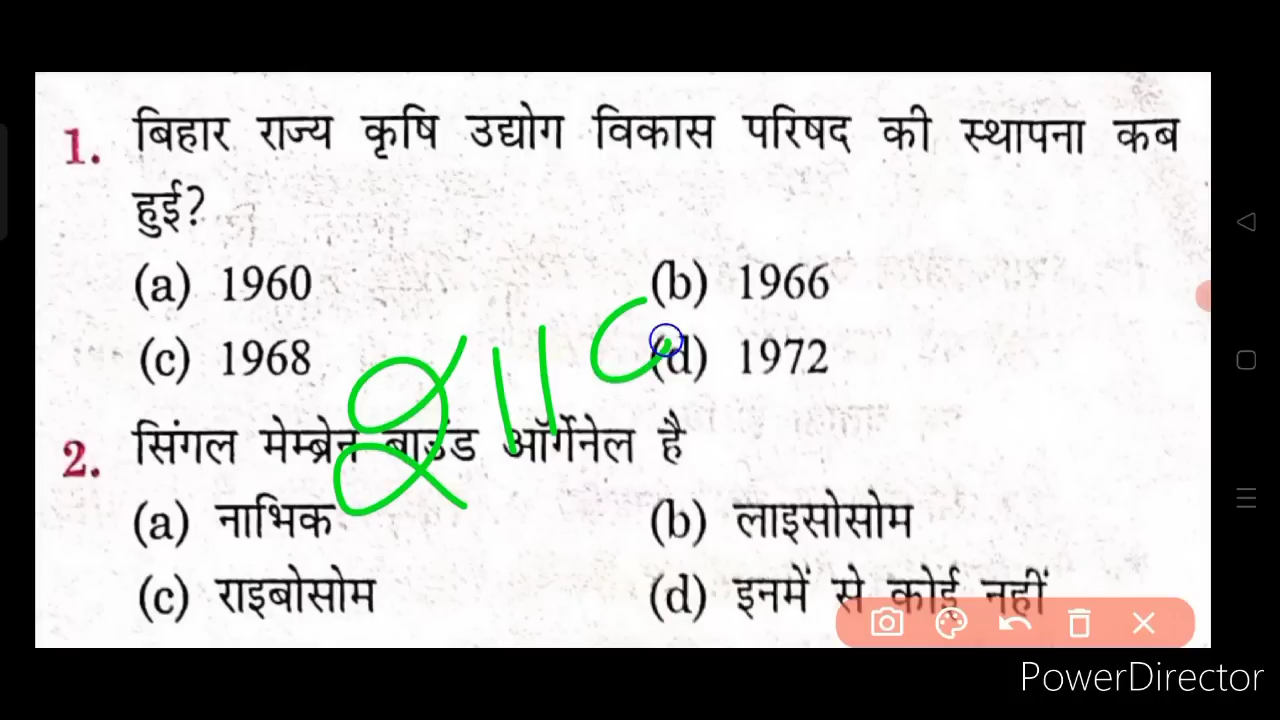 1. बिहार राज्य कृषि उद्योग विकास परिषद की स्थापना कब
हुई?
(a) 1960 (b) 1966
(c) 1968 (d) 1972
2. सिंगल मेम्ब्रेन बाउंड ऑर्गेनेल है
(a) नाभिक (b) लाइसोसोम
(c) राइबोसोम (d) इनमें से कोई नहीं
PowerDirector